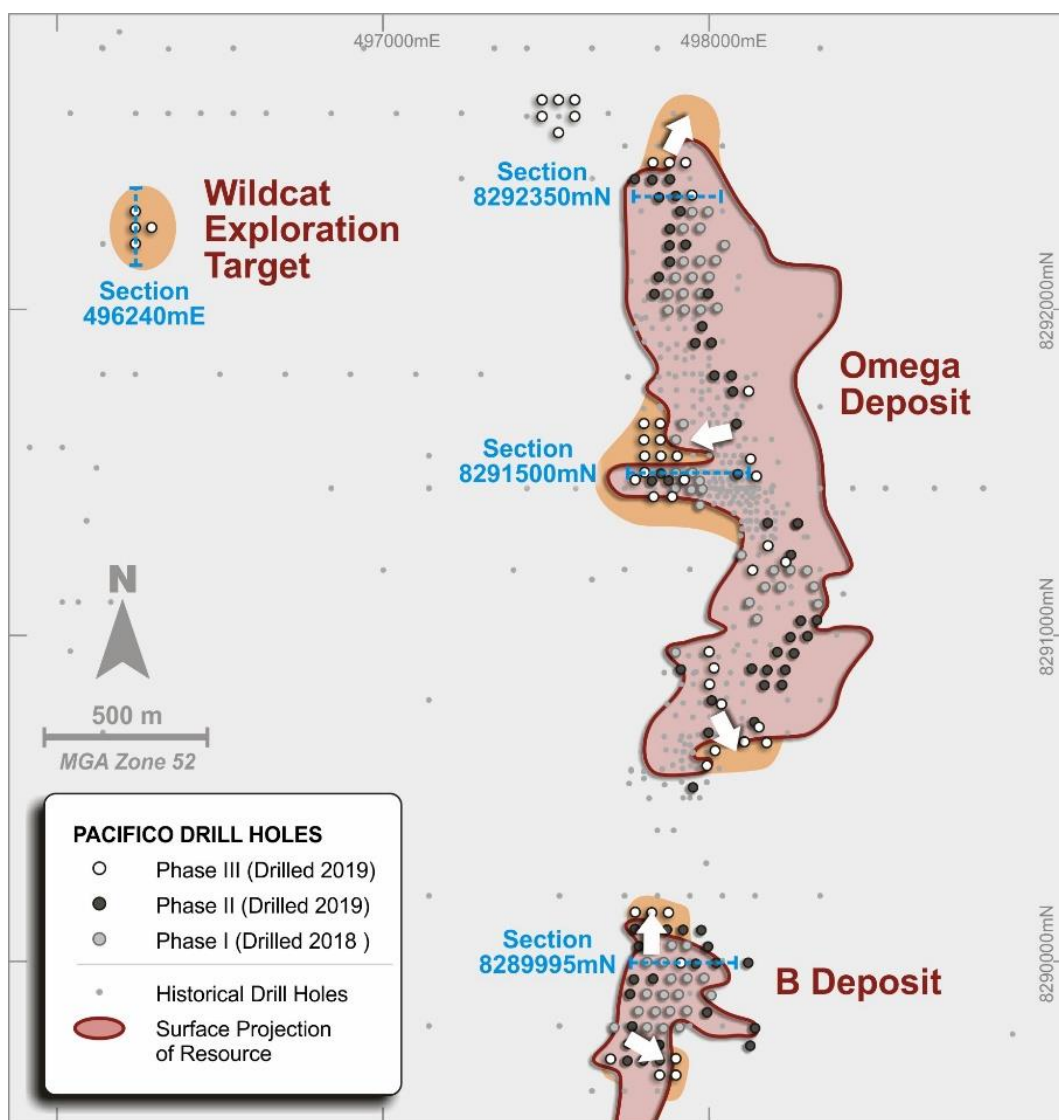 497000mE
498000mE
Section
8292350mN
Wildcat
Exploration
Target
Section
496240mE
8292000mN
Omega
Deposit
Section
8291500mN
N
8291000mN
500 m
MGA Zone 52
PACIFICO DRILL HOLES
Phase III (Drilled 2019)
Phase II (Drilled 2019)
Phase I (Drilled 2018 )
Historical Drill Holes
Surface Projection
of Resource
Section
8289995mN
B Deposit
8290000mN